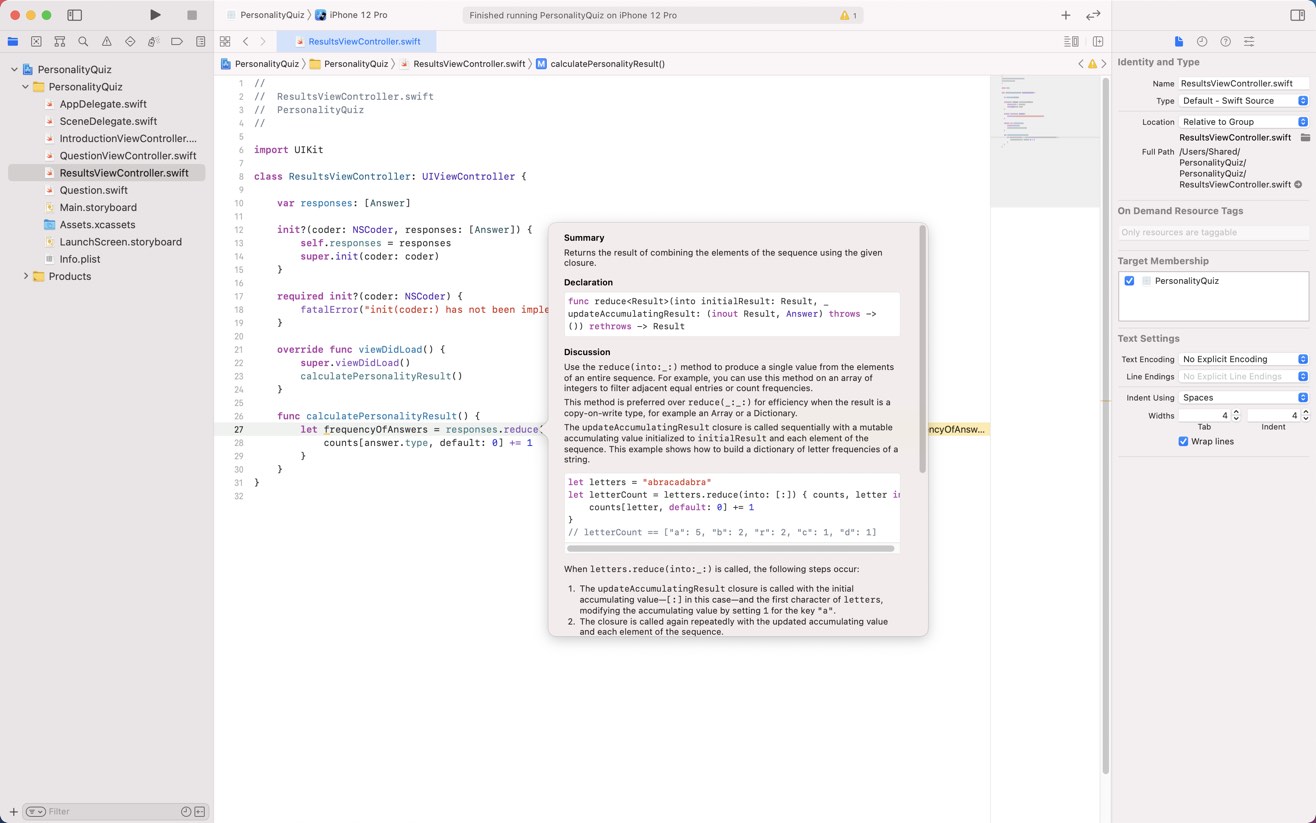 PersonalityQuiz
iPhone 12 Pro
Finished running PersonalityQuiz on iPhone 12 Pro
1
ResultsViewController.swift
PersonalityQuiz
PersonalityQuiz
ResultsViewController.swift
M
calculatePersonalityResult()
PersonalityQuiz
PersonalityQuiz
AppDelegate.swift
SceneDelegate.swift
IntroductionViewController....
QuestionViewController.swift
ResultsViewController.swift
Question.swift
Main.storyboard
Assets.xcassets
LaunchScreen.storyboard
Info.plist
Products
Filter
1 //
2 //  ResultsViewController.swift
3 //  PersonalityQuiz
4 //
5
6 import UIKit
7
8 class ResultsViewController: UIViewController {
9
10     var responses: [Answer]
11
12     init?(coder: NSCoder, responses: [Answer]) {
13         self.responses = responses
14         super.init(coder: coder)
15     }
16
17     required init?(coder: NSCoder) {
18         fatalError("init(coder:) has not been imple
19     }
20
21     override func viewDidLoad() {
22         super.viewDidLoad()
23         calculatePersonalityResult()
24     }
25
26     func calculatePersonalityResult() {
27         let frequencyOfAnswers = responses.reduce(
ncyOfAnsw...
28             counts[answer.type, default: 0] += 1
29         }
30     }
31 }
32
Summary
Returns the result of combining the elements of the sequence using the given
closure.
Declaration
func reduce<Result>(into initialResult: Result, _
updateAccumulatingResult: (inout Result, Answer) throws ->
()) rethrows -> Result
Discussion
Use the reduce(into:_:) method to produce a single value from the elements
of an entire sequence. For example, you can use this method on an array of
integers to filter adjacent equal entries or count frequencies.
This method is preferred over reduce(_:_:) for efficiency when the result is a
copy-on-write type, for example an Array or a Dictionary.
The updateAccumulatingResult closure is called sequentially with a mutable
accumulating value initialized to initialResult and each element of the
sequence. This example shows how to build a dictionary of letter frequencies of a
string.
let letters = "abracadabra"
let letterCount = letters.reduce(into: [:]) { counts, letter in
    counts[letter, default: 0] += 1
}
// letterCount == ["a": 5, "b": 2, "r": 2, "c": 1, "d": 1]
When letters.reduce(into:_:) is called, the following steps occur:
1. The updateAccumulatingResult closure is called with the initial
accumulating value—[:] in this case—and the first character of letters,
modifying the accumulating value by setting 1 for the key "a".
2. The closure is called again repeatedly with the updated accumulating value
and each element of the sequence.
Identity and Type
Name ResultsViewController.swift
Type Default - Swift Source
Location Relative to Group
ResultsViewController.swift
Full Path /Users/Shared/
PersonalityQuiz/
PersonalityQuiz/
ResultsViewController.swift
On Demand Resource Tags
Only resources are taggable
Target Membership
PersonalityQuiz
Text Settings
Text Encoding No Explicit Encoding
Line Endings No Explicit Line Endings
Indent Using Spaces
Widths 4 4
Tab Indent
Wrap lines